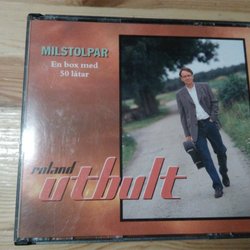 MILSTOLPAR
En box med
50 låtar
roland
utbult